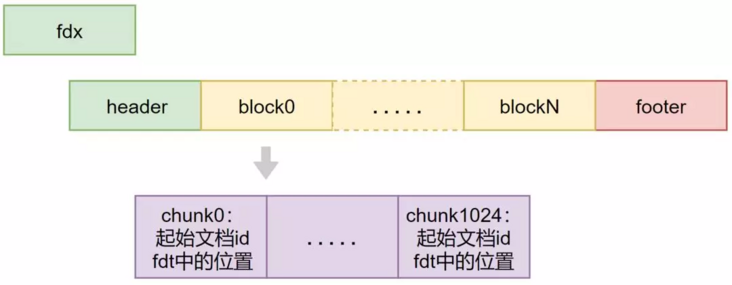 fdx
header block0 ..... blockN footer
chunk0： ..... chunk1024：
起始文档id 起始文档id
fdt中的位置 fdt中的位置